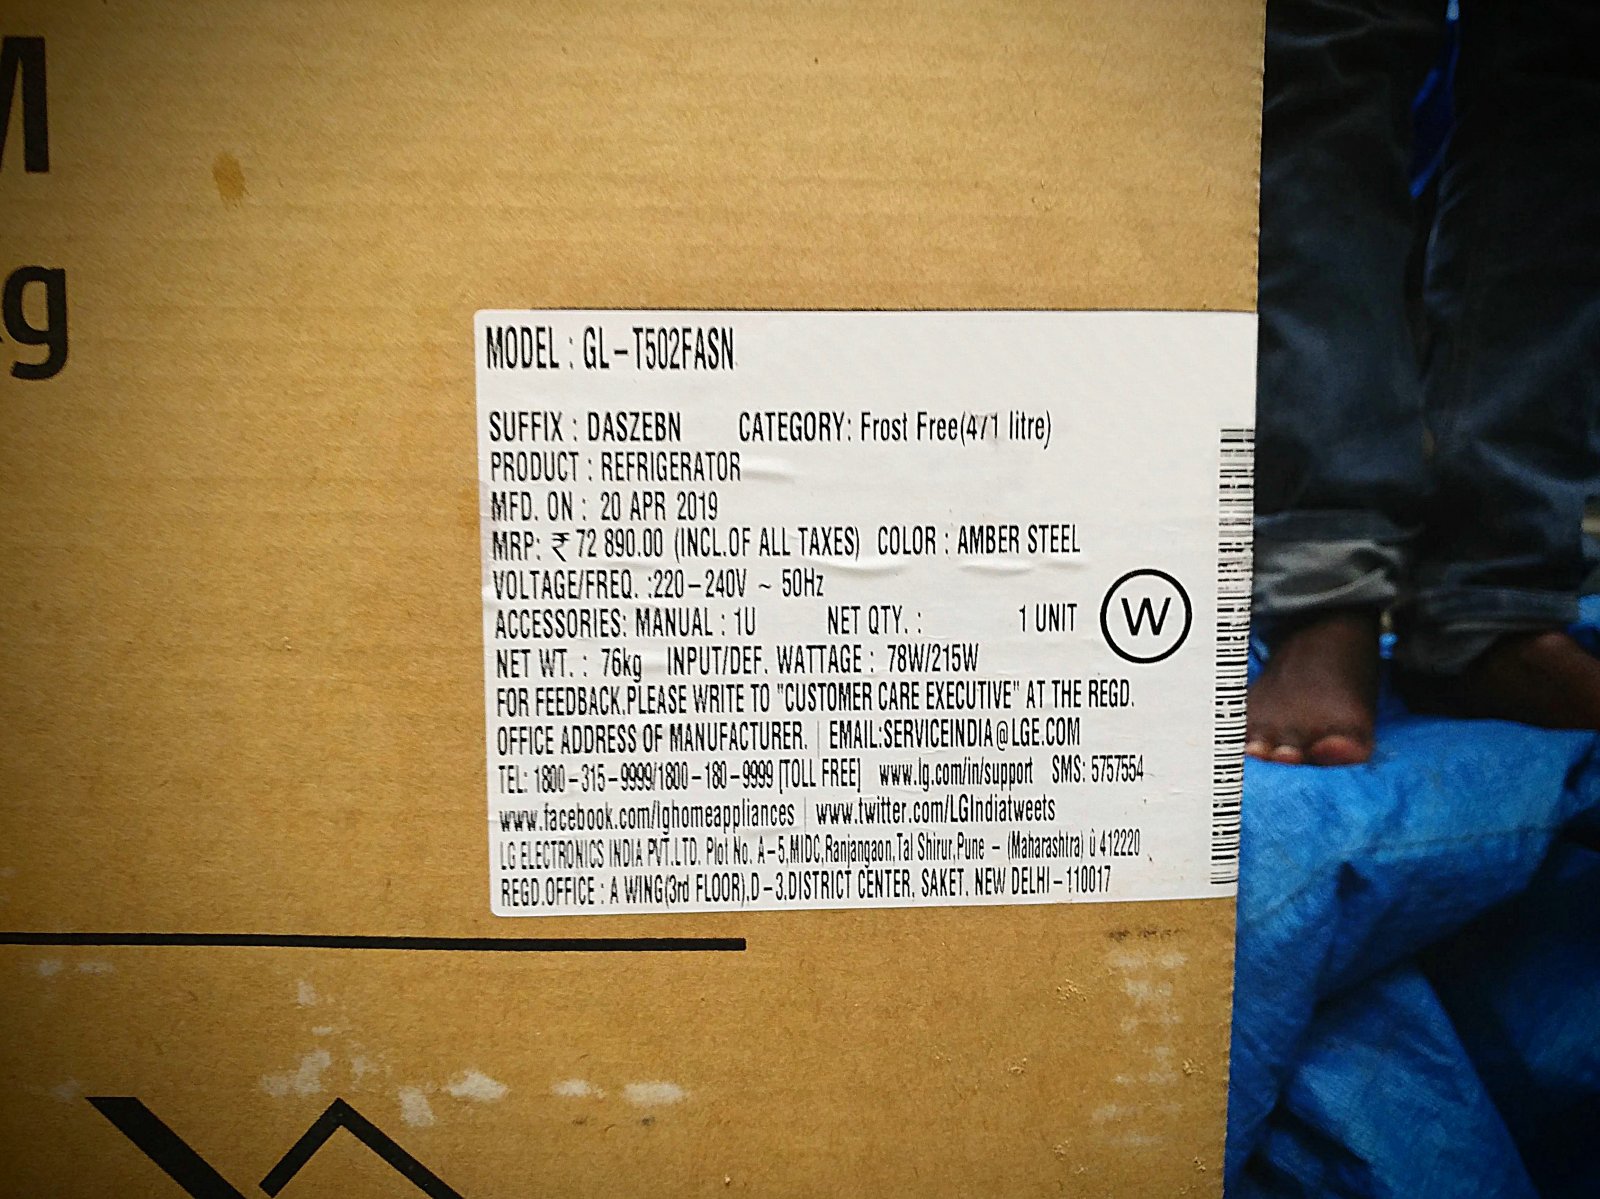 M
g
MODEL : GL-T502FASN
SUFFIX : DASZEBN CATEGORY: Frost Free(471 litre)
PRODUCT : REFRIGERATOR
MFD. ON : 20 APR 2019
MRP: ₹ 72 890.00 (INCL.OF ALL TAXES) COLOR : AMBER STEEL
VOLTAGE/FREQ. :220-240V ~ 50Hz
ACCESSORIES: MANUAL : 1U NET QTY. : 1 UNIT
W
NET WT. : 76kg INPUT/DEF. WATTAGE : 78W/215W
FOR FEEDBACK.PLEASE WRITE TO "CUSTOMER CARE EXECUTIVE" AT THE REGD.
OFFICE ADDRESS OF MANUFACTURER. | EMAIL:SERVICEINDIA@LGE.COM
TEL: 1800-315-9999/1800-180-9999 [TOLL FREE] www.lg.com/in/support SMS: 5757554
www.facebook.com/lghomeappliances | www.twitter.com/LGIndiatweets
LG ELECTRONICS INDIA PVT.LTD. Plot No. A-5,MIDC,Ranjangaon,Tal Shirur,Pune - (Maharashtra) û 412220
REGD.OFFICE : A WING(3rd FLOOR),D-3,DISTRICT CENTER, SAKET, NEW DELHI-110017